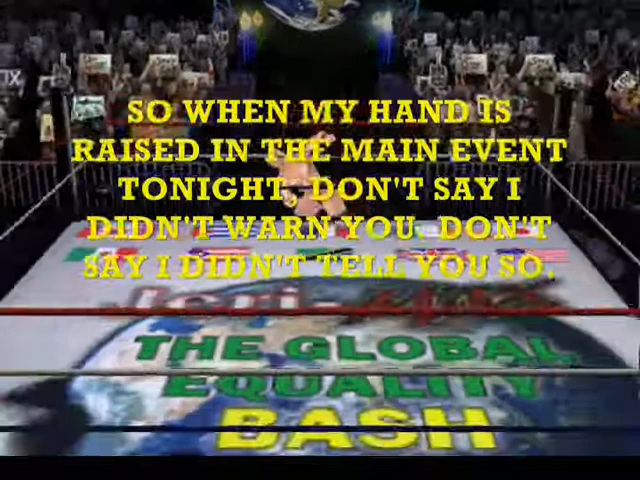 SO WHEN MY HAND IS
RAISED IN THE MAIN EVENT
TONIGHT, DON'T SAY I
DIDN'T WARN YOU, DON'T
SAY I DIDN'T TELL YOU SO.
THE GLOBAL
EQUALITY
BASH